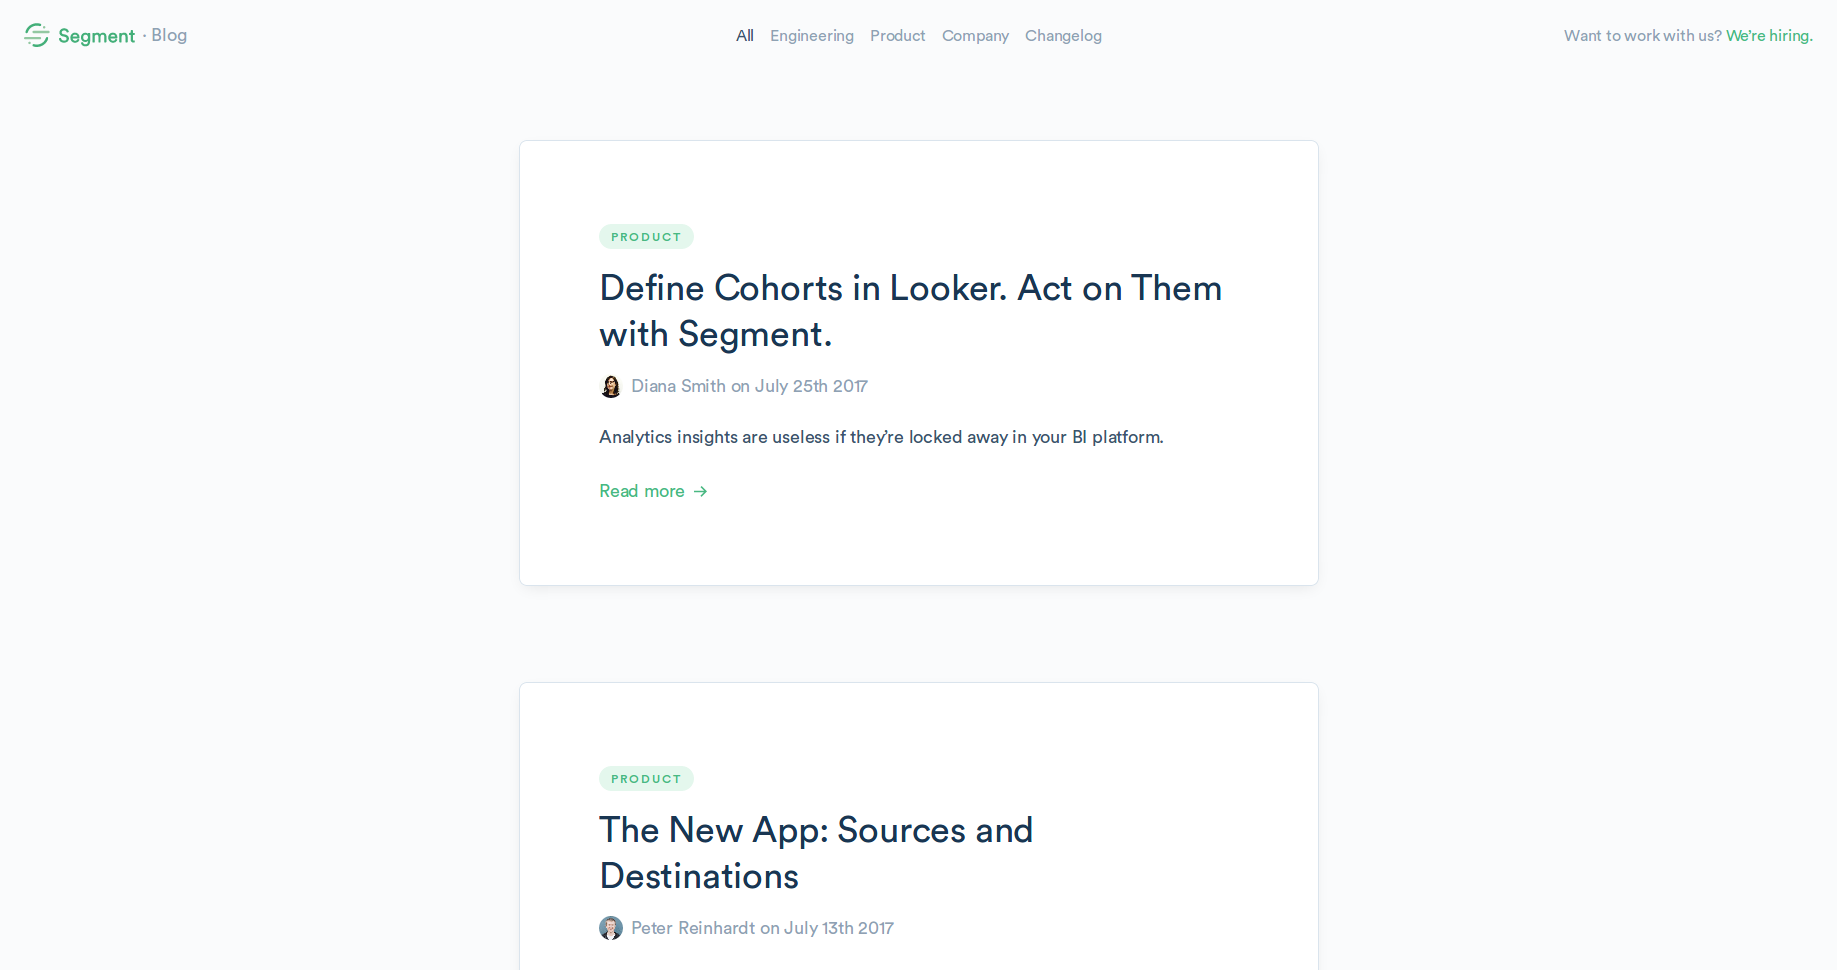 Segment · Blog
All Engineering Product Company Changelog
Want to work with us? We're hiring.
PRODUCT
Define Cohorts in Looker. Act on Them
with Segment.
Diana Smith on July 25th 2017
Analytics insights are useless if they’re locked away in your BI platform.
Read more →
PRODUCT
The New App: Sources and
Destinations
Peter Reinhardt on July 13th 2017